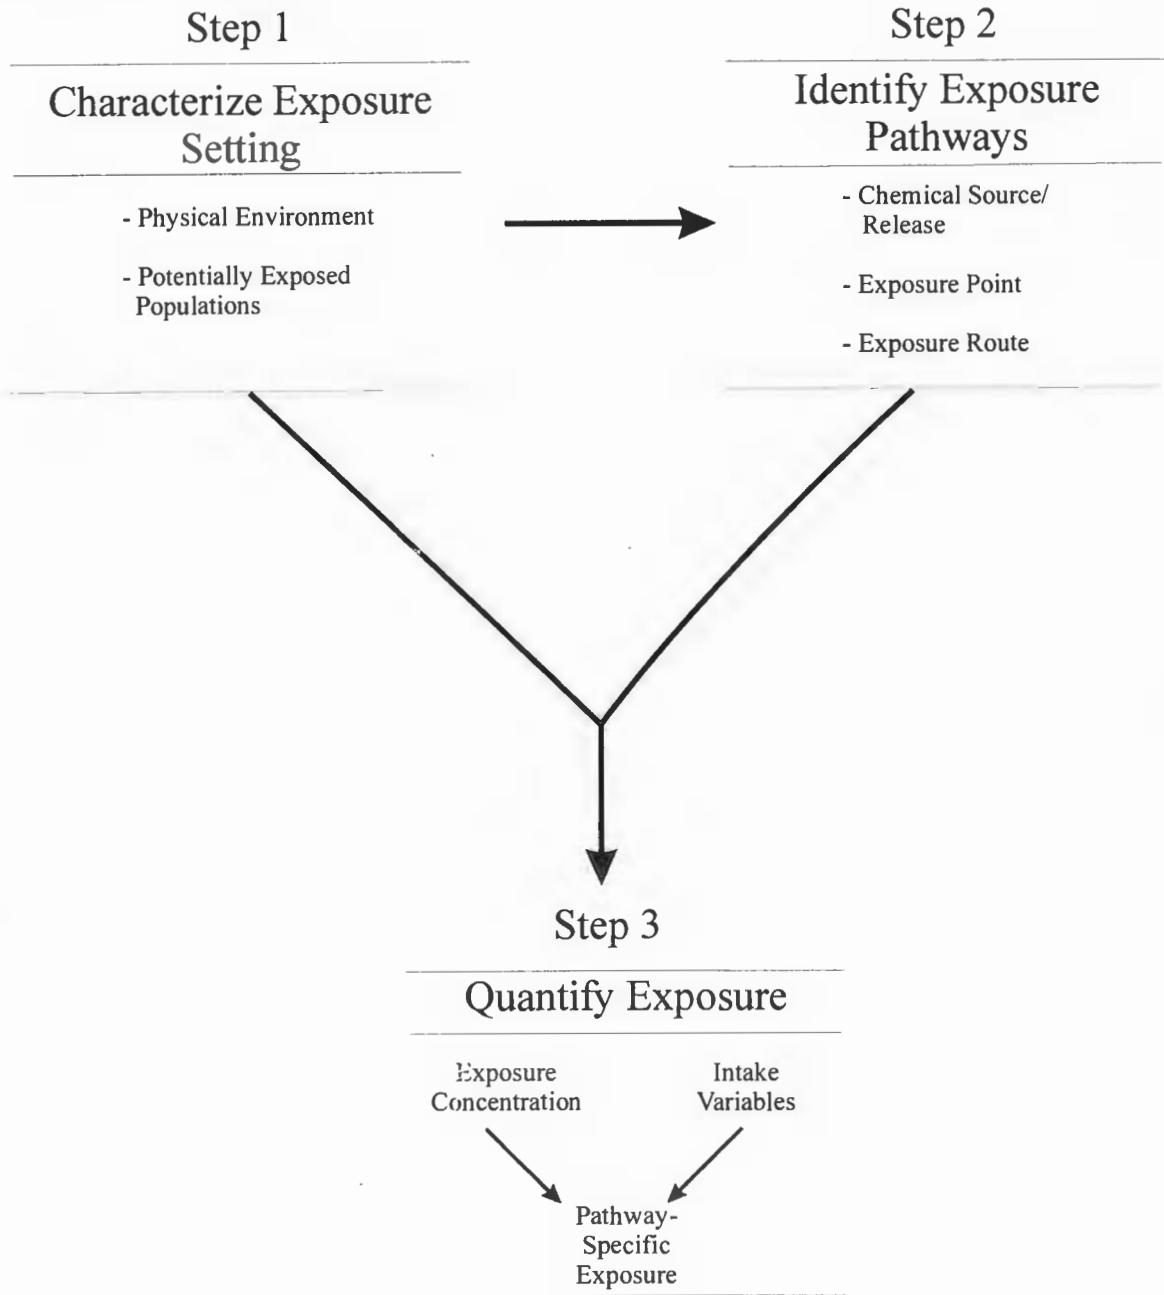 Step 1
Characterize Exposure
Setting
- Physical Environment
- Potentially Exposed
Populations
Step 2
Identify Exposure
Pathways
- Chemical Source/
Release
- Exposure Point
- Exposure Route
Step 3
Quantify Exposure
Exposure
Concentration
Intake
Variables
Pathway-
Specific
Exposure